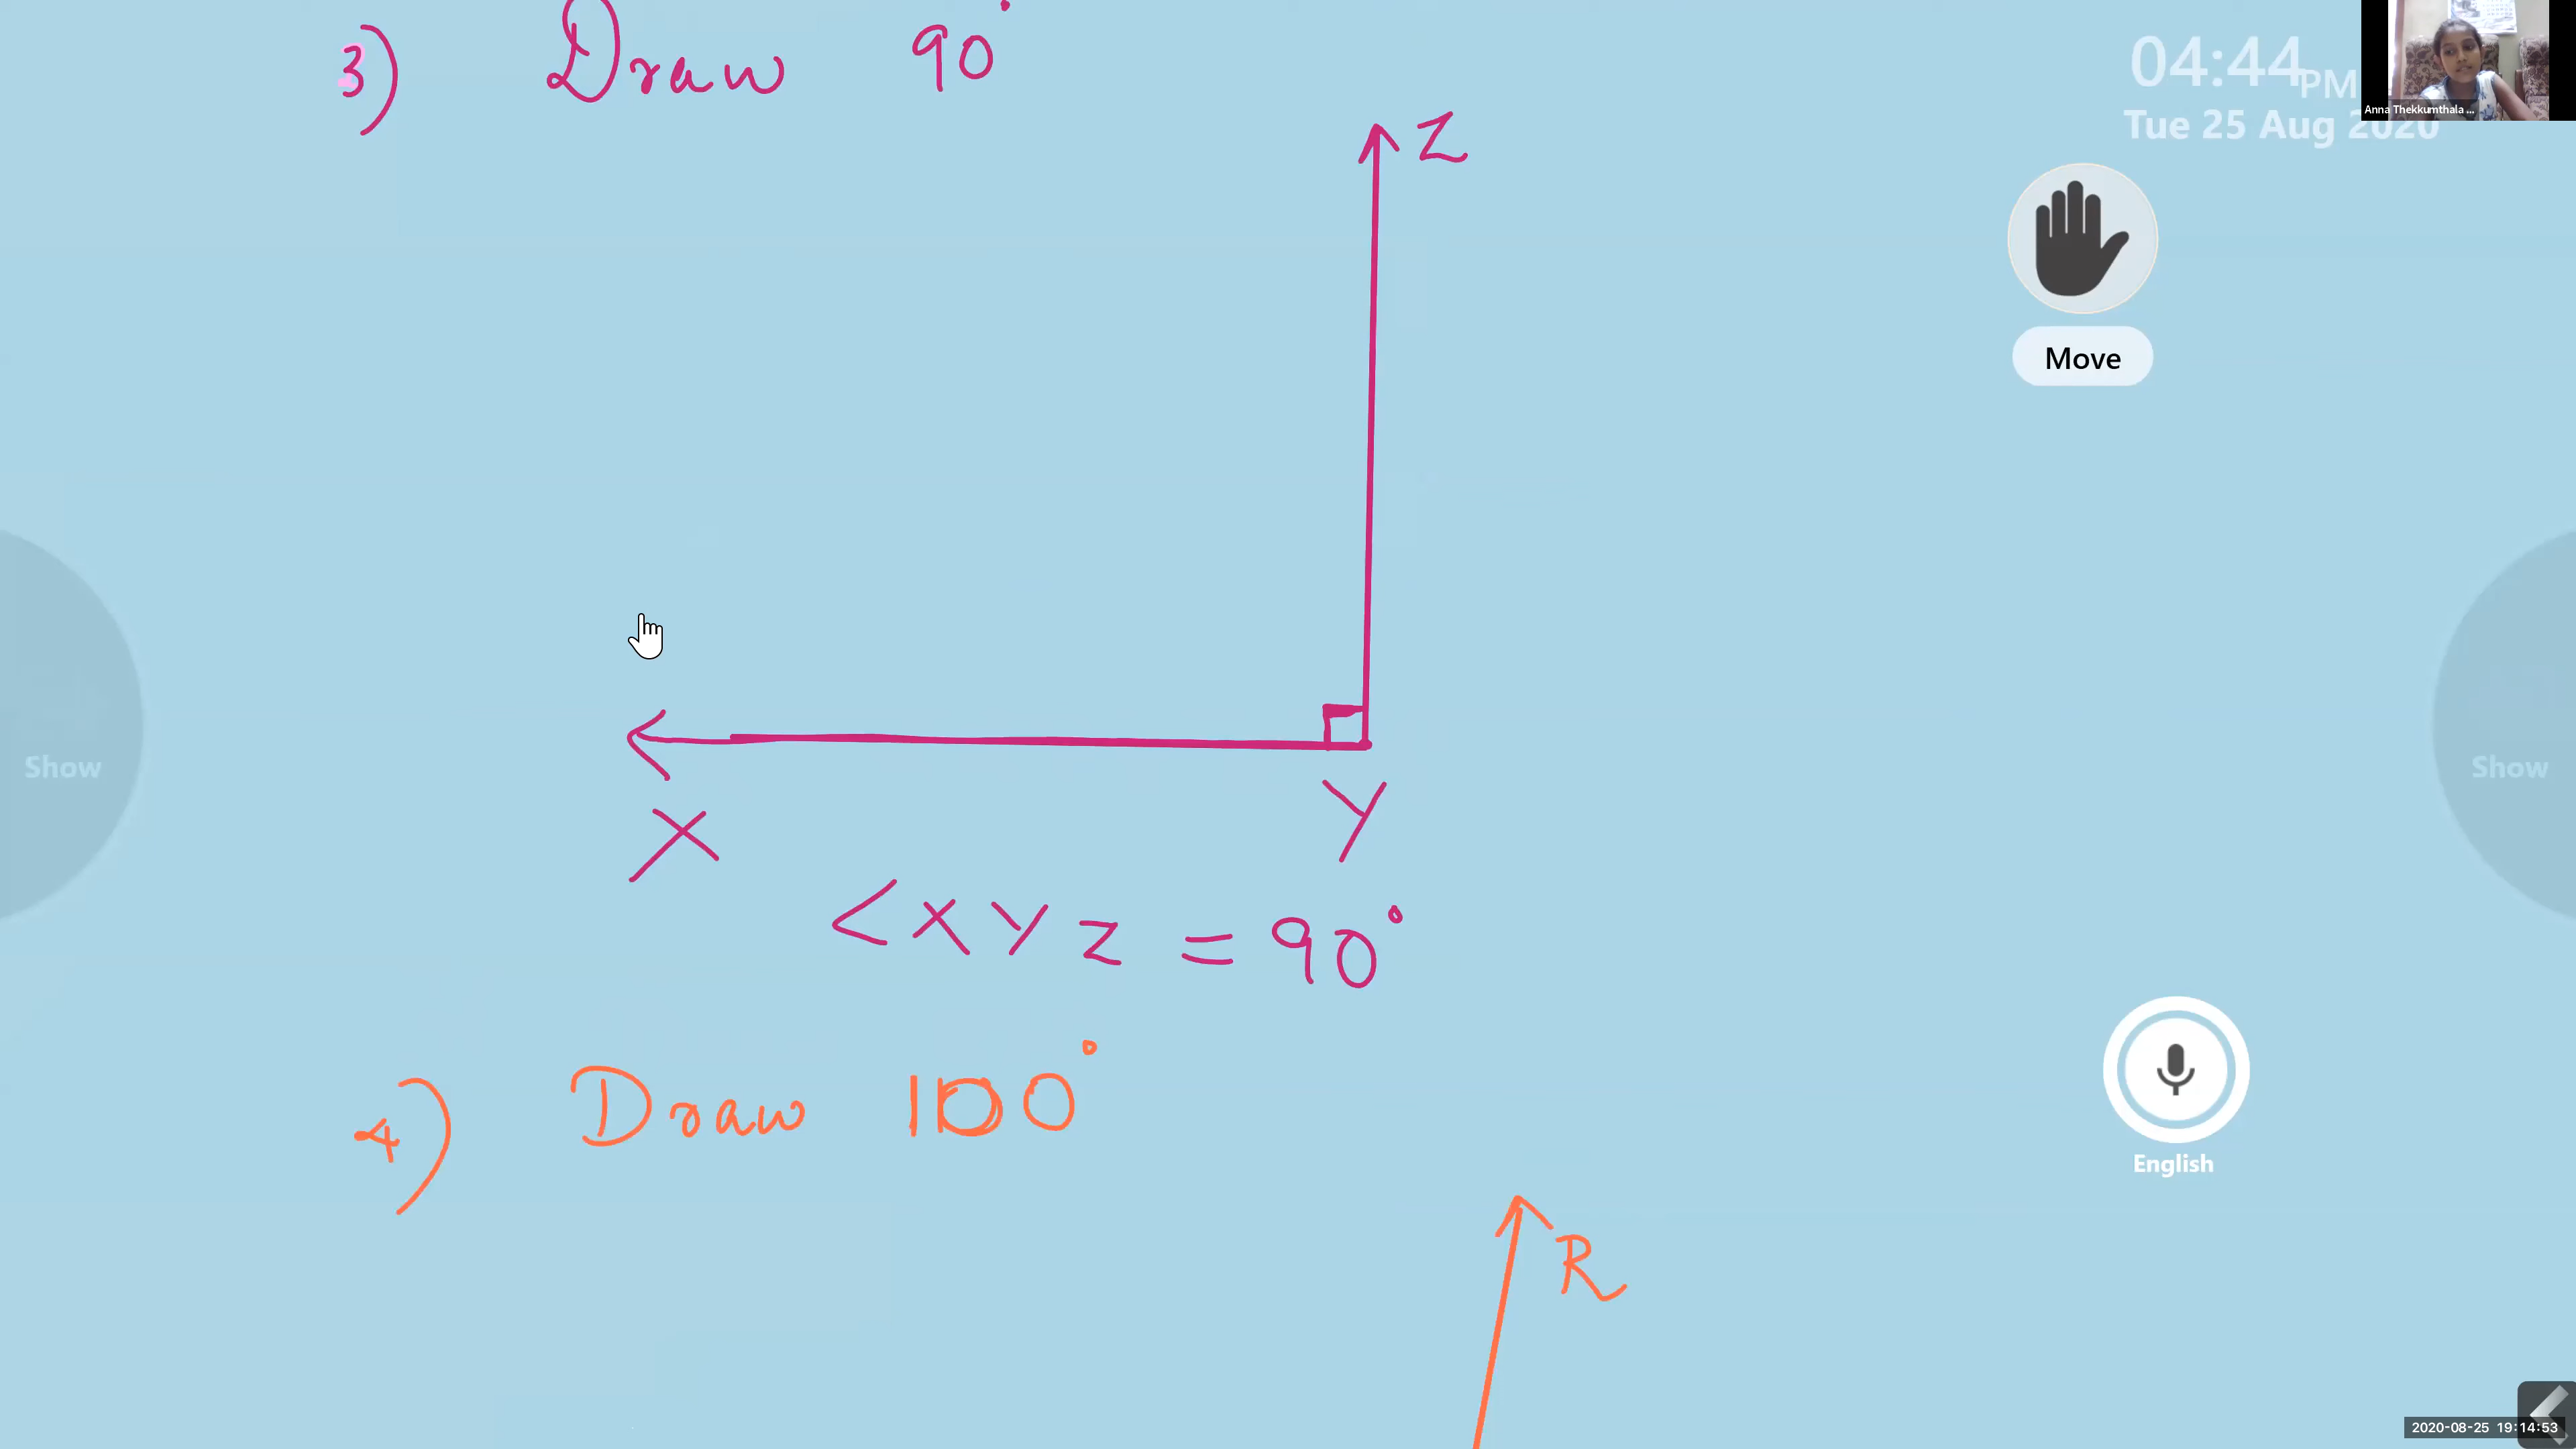 3) Draw 90°
04:44 PM
Tue 25 Aug 2020
Anna Thekkumthala ...
Z
Move
Show
Show
X
Y
<XYZ = 90°
4) Draw 100°
English
R
2020-08-25 19:14:53